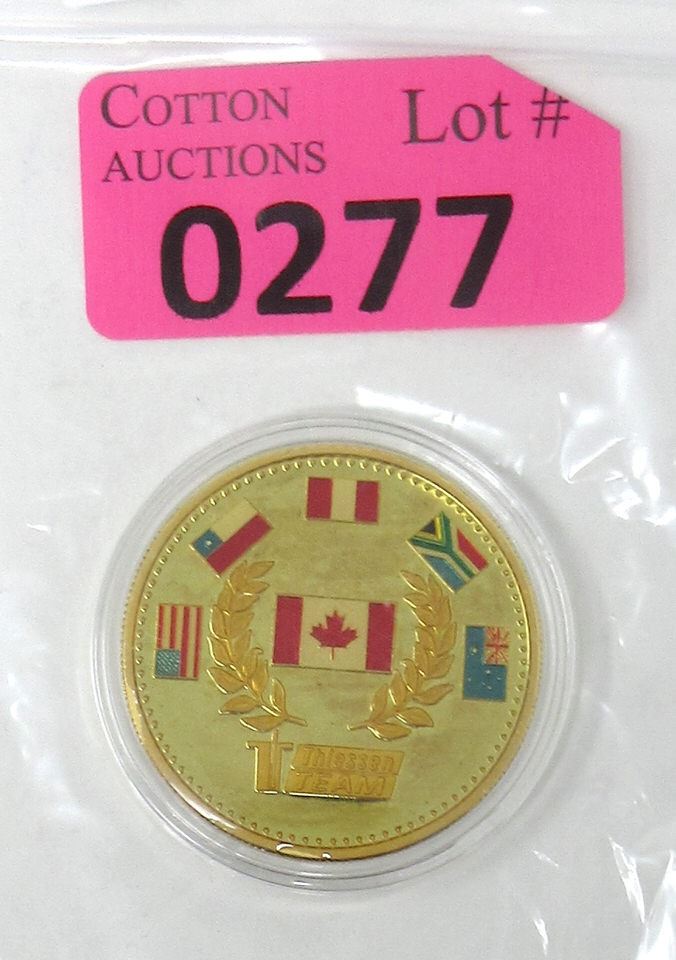 COTTON
AUCTIONS
Lot #
0277
Thiessen
TEAM